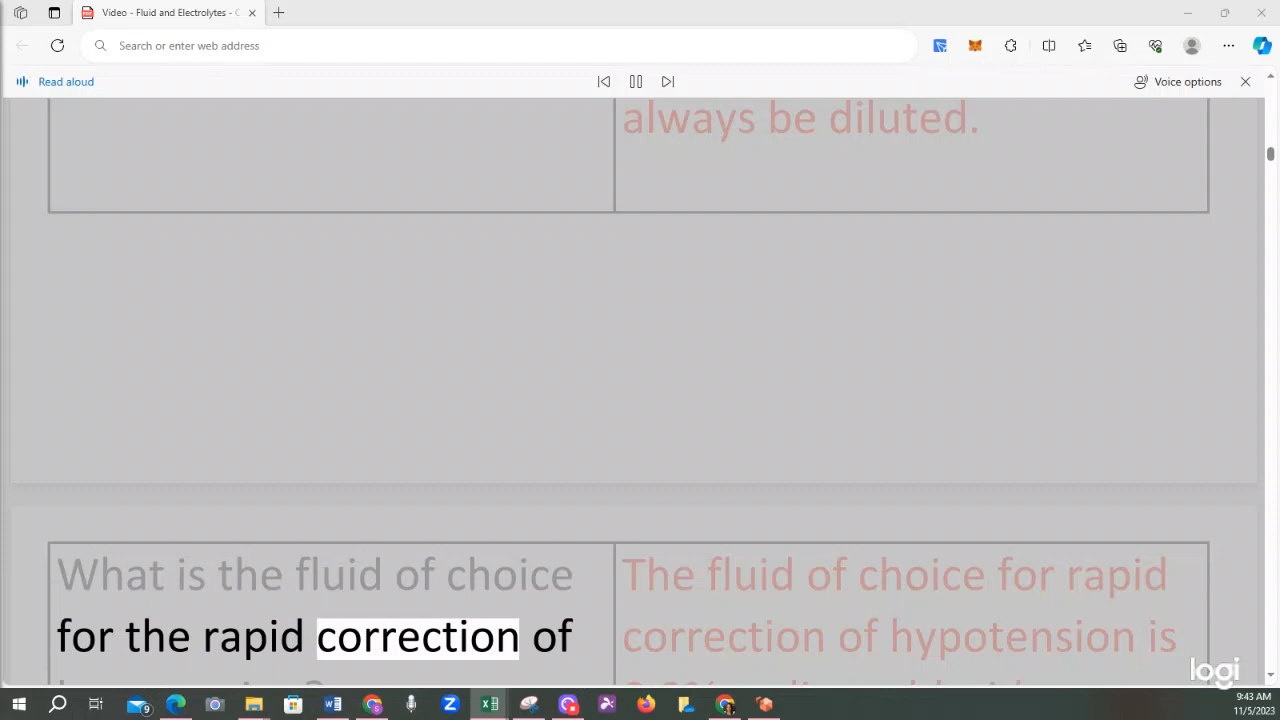 Video - Fluid and Electrolytes - C
Search or enter web address
Read aloud
Voice options
always be diluted.
What is the fluid of choice
for the rapid correction of
The fluid of choice for rapid
correction of hypotension is
logi
9
9:43 AM
11/5/2023